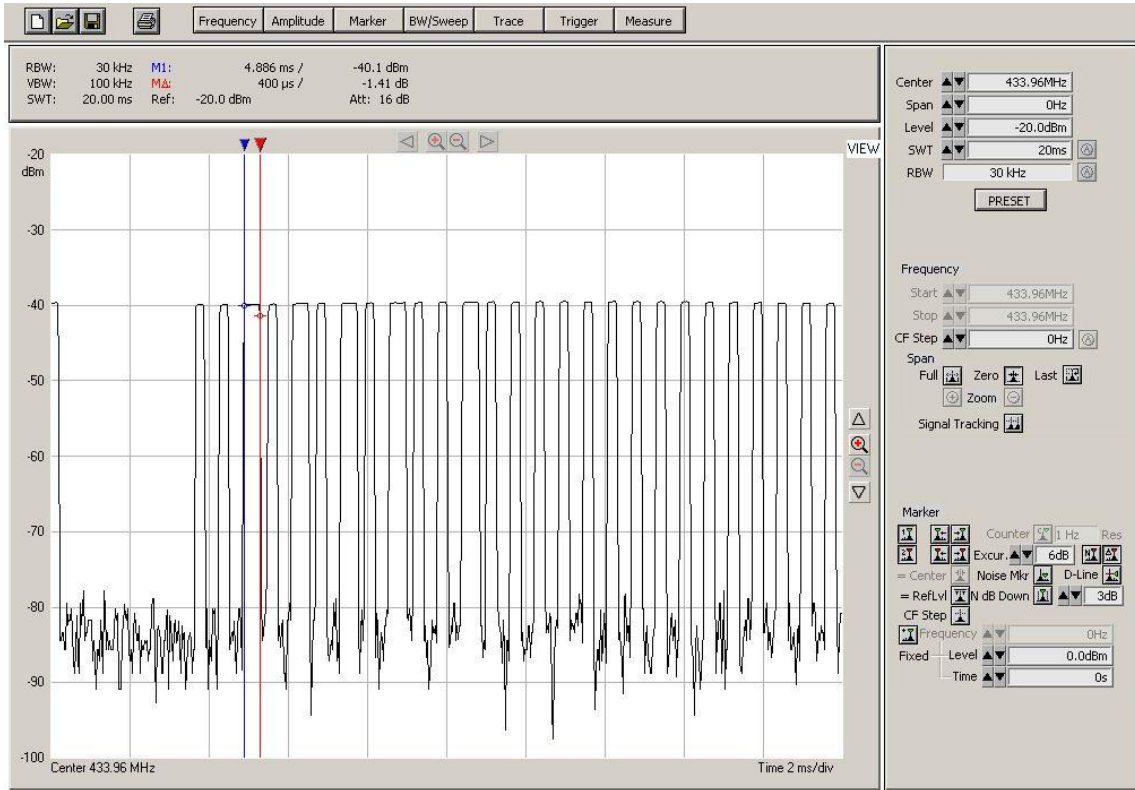 Frequency Amplitude Marker BW/Sweep Trace Trigger Measure
RBW: 30 kHz M1: 4.886 ms / -40.1 dBm
VBW: 100 kHz MΔ: 400 µs / -1.41 dB
SWT: 20.00 ms Ref: -20.0 dBm Att: 16 dB
VIEW
-20
dBm
-30
-40
-50
-60
-70
-80
-90
-100
Center 433.96 MHz Time 2 ms/div
Center 433.96MHz
Span 0Hz
Level -20.0dBm
SWT 20ms
RBW 30 kHz
PRESET
Frequency
Start 433.96MHz
Stop 433.96MHz
CF Step 0Hz
Span
Full Zero Last
Zoom
Signal Tracking
Marker
Counter 1 Hz Res
Excur. 6dB
= Center Noise Mkr D-Line
= RefLvl N dB Down 3dB
CF Step
Frequency 0Hz
Fixed Level 0.0dBm
Time 0s